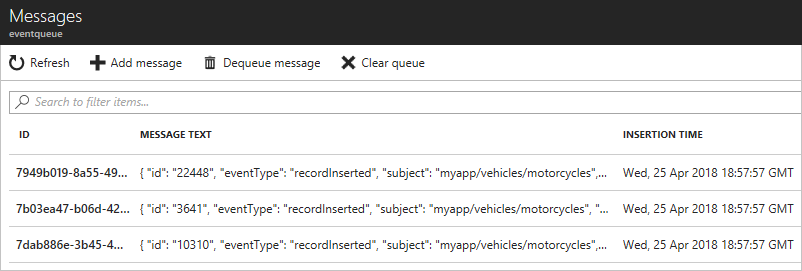 Messages
eventqueue
Refresh Add message Dequeue message Clear queue
Search to filter items...
ID MESSAGE TEXT INSERTION TIME
7949b019-8a55-49... { "id": "22448", "eventType": "recordInserted", "subject": "myapp/vehicles/motorcycles",... Wed, 25 Apr 2018 18:57:57 GMT
7b03ea47-b06d-42... { "id": "3641", "eventType": "recordInserted", "subject": "myapp/vehicles/motorcycles", "... Wed, 25 Apr 2018 18:57:57 GMT
7dab886e-3b45-4... { "id": "10310", "eventType": "recordInserted", "subject": "myapp/vehicles/motorcycles",... Wed, 25 Apr 2018 18:57:57 GMT